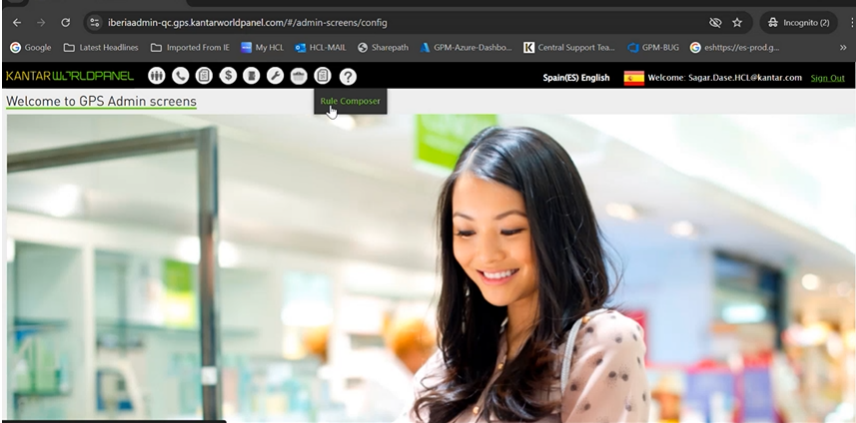 iberiaadmin-qc.gps.kantarworldpanel.com/#/admin-screens/config
Incognito (2)
Google Latest Headlines Imported From IE My HCL HCL-MAIL Sharepath GPM-Azure-Dashbo... Central Support Tea... GPM-BUG eshttps://es-prod.g... »
KANTAR WORLDPANEL ? Spain(ES) English Welcome: Sagar.Dase.HCL@kantar.com Sign Out
Welcome to GPS Admin screens
Rule Composer